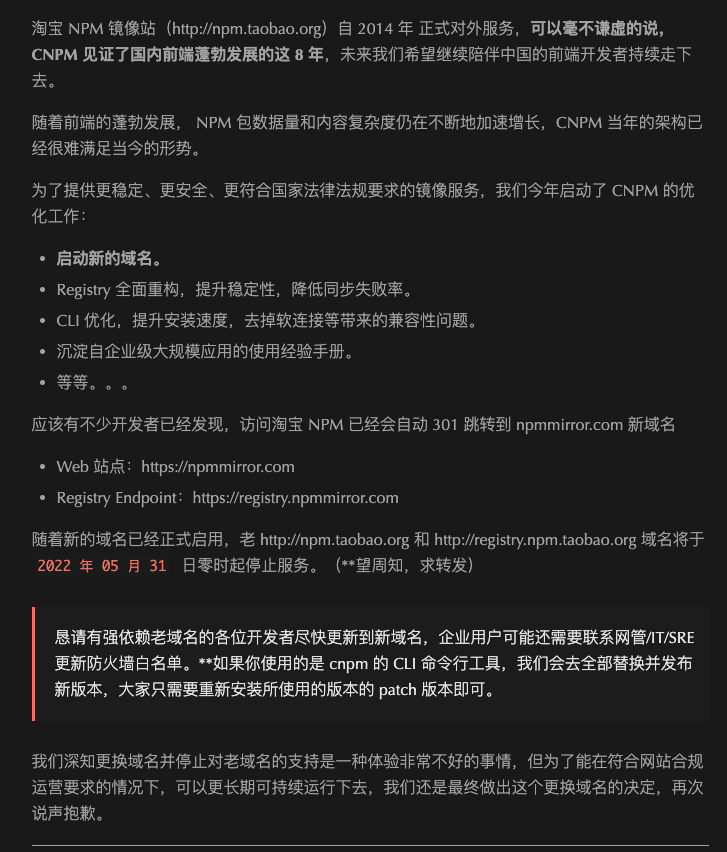 淘宝 NPM 镜像站（http://npm.taobao.org）自 2014 年 正式对外服务，可以毫不谦虚的说，
CNPM 见证了国内前端蓬勃发展的这 8 年，未来我们希望继续陪伴中国的前端开发者持续走下
去。
随着前端的蓬勃发展， NPM 包数据量和内容复杂度仍在不断地加速增长，CNPM 当年的架构已
经很难满足当今的形势。
为了提供更稳定、更安全、更符合国家法律法规要求的镜像服务，我们今年启动了 CNPM 的优
化工作：
• 启动新的域名。
• Registry 全面重构，提升稳定性，降低同步失败率。
• CLI 优化，提升安装速度，去掉软连接等带来的兼容性问题。
• 沉淀自企业级大规模应用的使用经验手册。
• 等等。。。
应该有不少开发者已经发现，访问淘宝 NPM 已经会自动 301 跳转到 npmmirror.com 新域名
• Web 站点：https://npmmirror.com
• Registry Endpoint：https://registry.npmmirror.com
随着新的域名已经正式启用，老 http://npm.taobao.org 和 http://registry.npm.taobao.org 域名将于
2022 年 05 月 31 日零时起停止服务。（**望周知，求转发）
恳请有强依赖老域名的各位开发者尽快更新到新域名，企业用户可能还需要联系网管/IT/SRE
更新防火墙白名单。**如果你使用的是 cnpm 的 CLI 命令行工具，我们会去全部替换并发布
新版本，大家只需要重新安装所使用的版本的 patch 版本即可。
我们深知更换域名并停止对老域名的支持是一种体验非常不好的事情，但为了能在符合网站合规
运营要求的情况下，可以更长期可持续运行下去，我们还是最终做出这个更换域名的决定，再次
说声抱歉。